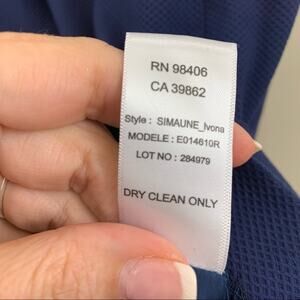 RN 98406
CA 39862
Style : SIMAUNE_Ivona
MODELE : E014610R
LOT NO : 284979
DRY CLEAN ONLY